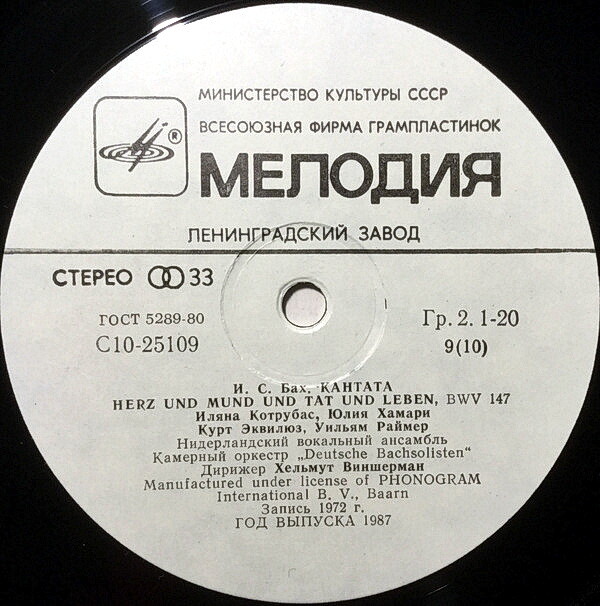 МИНИСТЕРСТВО КУЛЬТУРЫ СССР
ВСЕСОЮЗНАЯ ФИРМА ГРАМПЛАСТИНОК
®
МЕЛОДИЯ
ЛЕНИНГРАДСКИЙ ЗАВОД
СТЕРЕО 33
ГОСТ 5289-80
Гр. 2. 1-20
С10-25109
9(10)
И. С. Бах. КАНТАТА
HERZ UND MUND UND TAT UND LEBEN, BWV 147
Иляна Котрубас, Юлия Хамари
Курт Эквилюз, Уильям Раймер
Нидерландский вокальный ансамбль
Камерный оркестр „Deutsche Bachsolisten“
Дирижер Хельмут Виншерман
Manufactured under license of PHONOGRAM
International B. V., Baarn
Запись 1972 г.
ГОД ВЫПУСКА 1987